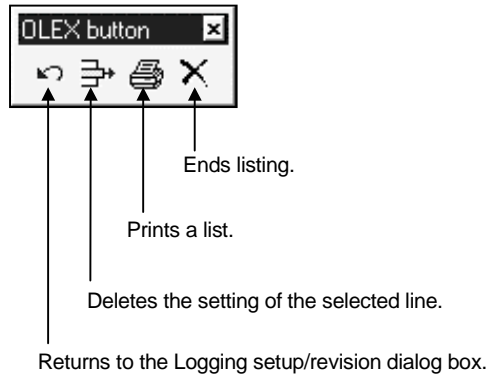 OLEX button
Ends listing.
Prints a list.
Deletes the setting of the selected line.
Returns to the Logging setup/revision dialog box.